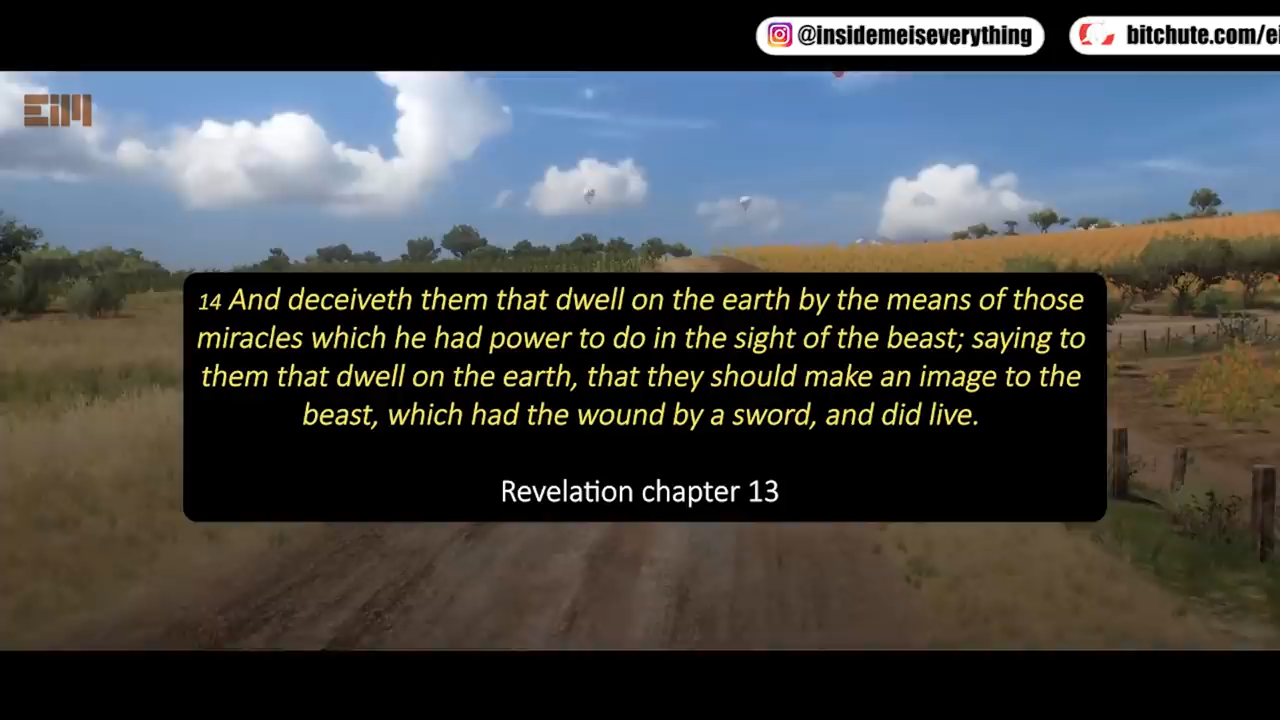 @insidemeiseverything
bitchute.com/ei
EiM
14 And deceiveth them that dwell on the earth by the means of those
miracles which he had power to do in the sight of the beast; saying to
them that dwell on the earth, that they should make an image to the
beast, which had the wound by a sword, and did live.
Revelation chapter 13